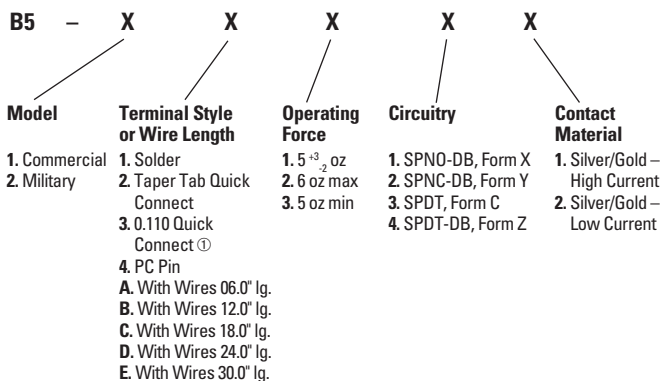 B5 – X X X X X
Model
1. Commercial
2. Military
Terminal Style
or Wire Length
1. Solder
2. Taper Tab Quick
Connect
3. 0.110 Quick
Connect ①
4. PC Pin
A. With Wires 06.0" lg.
B. With Wires 12.0" lg.
C. With Wires 18.0" lg.
D. With Wires 24.0" lg.
E. With Wires 30.0" lg.
Operating
Force
1. 5 +3 -2 oz
2. 6 oz max
3. 5 oz min
Circuitry
1. SPNO-DB, Form X
2. SPNC-DB, Form Y
3. SPDT, Form C
4. SPDT-DB, Form Z
Contact
Material
1. Silver/Gold –
High Current
2. Silver/Gold –
Low Current